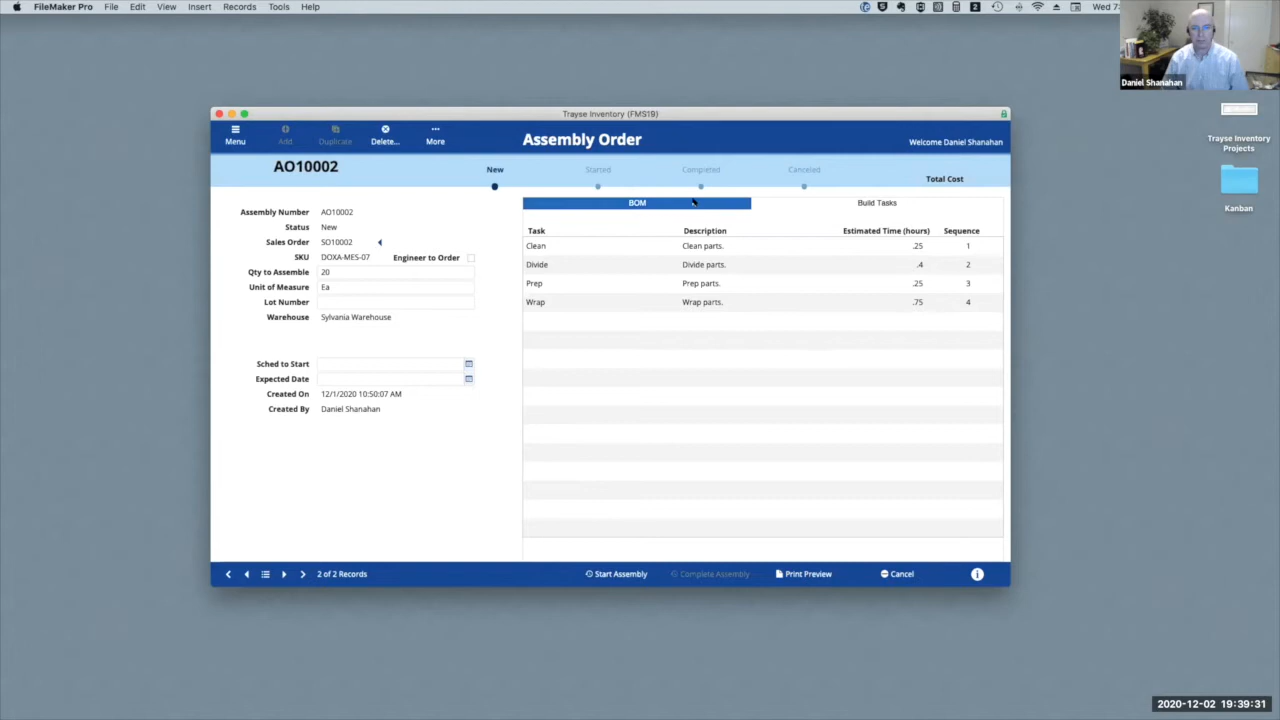 FileMaker Pro File Edit View Insert Records Tools Help
2 Wed 7:
Daniel Shanahan
Trayse Inventory Projects
Kanban
Trayse Inventory (FMS19)
Menu Add Duplicate Delete... More
Assembly Order
Welcome Daniel Shanahan
AO10002
New Started Completed Canceled
Total Cost
Assembly Number AO10002
Status New
Sales Order SO10002
SKU DOXA-MES-07 Engineer to Order
Qty to Assemble 20
Unit of Measure Ea
Lot Number
Warehouse Sylvania Warehouse
Sched to Start
Expected Date
Created On 12/1/2020 10:50:07 AM
Created By Daniel Shanahan
BOM Build Tasks
Task Description Estimated Time (hours) Sequence
Clean Clean parts. .25 1
Divide Divide parts. .4 2
Prep Prep parts. .25 3
Wrap Wrap parts. .75 4
2 of 2 Records
Start Assembly Complete Assembly Print Preview Cancel
2020-12-02 19:39:31